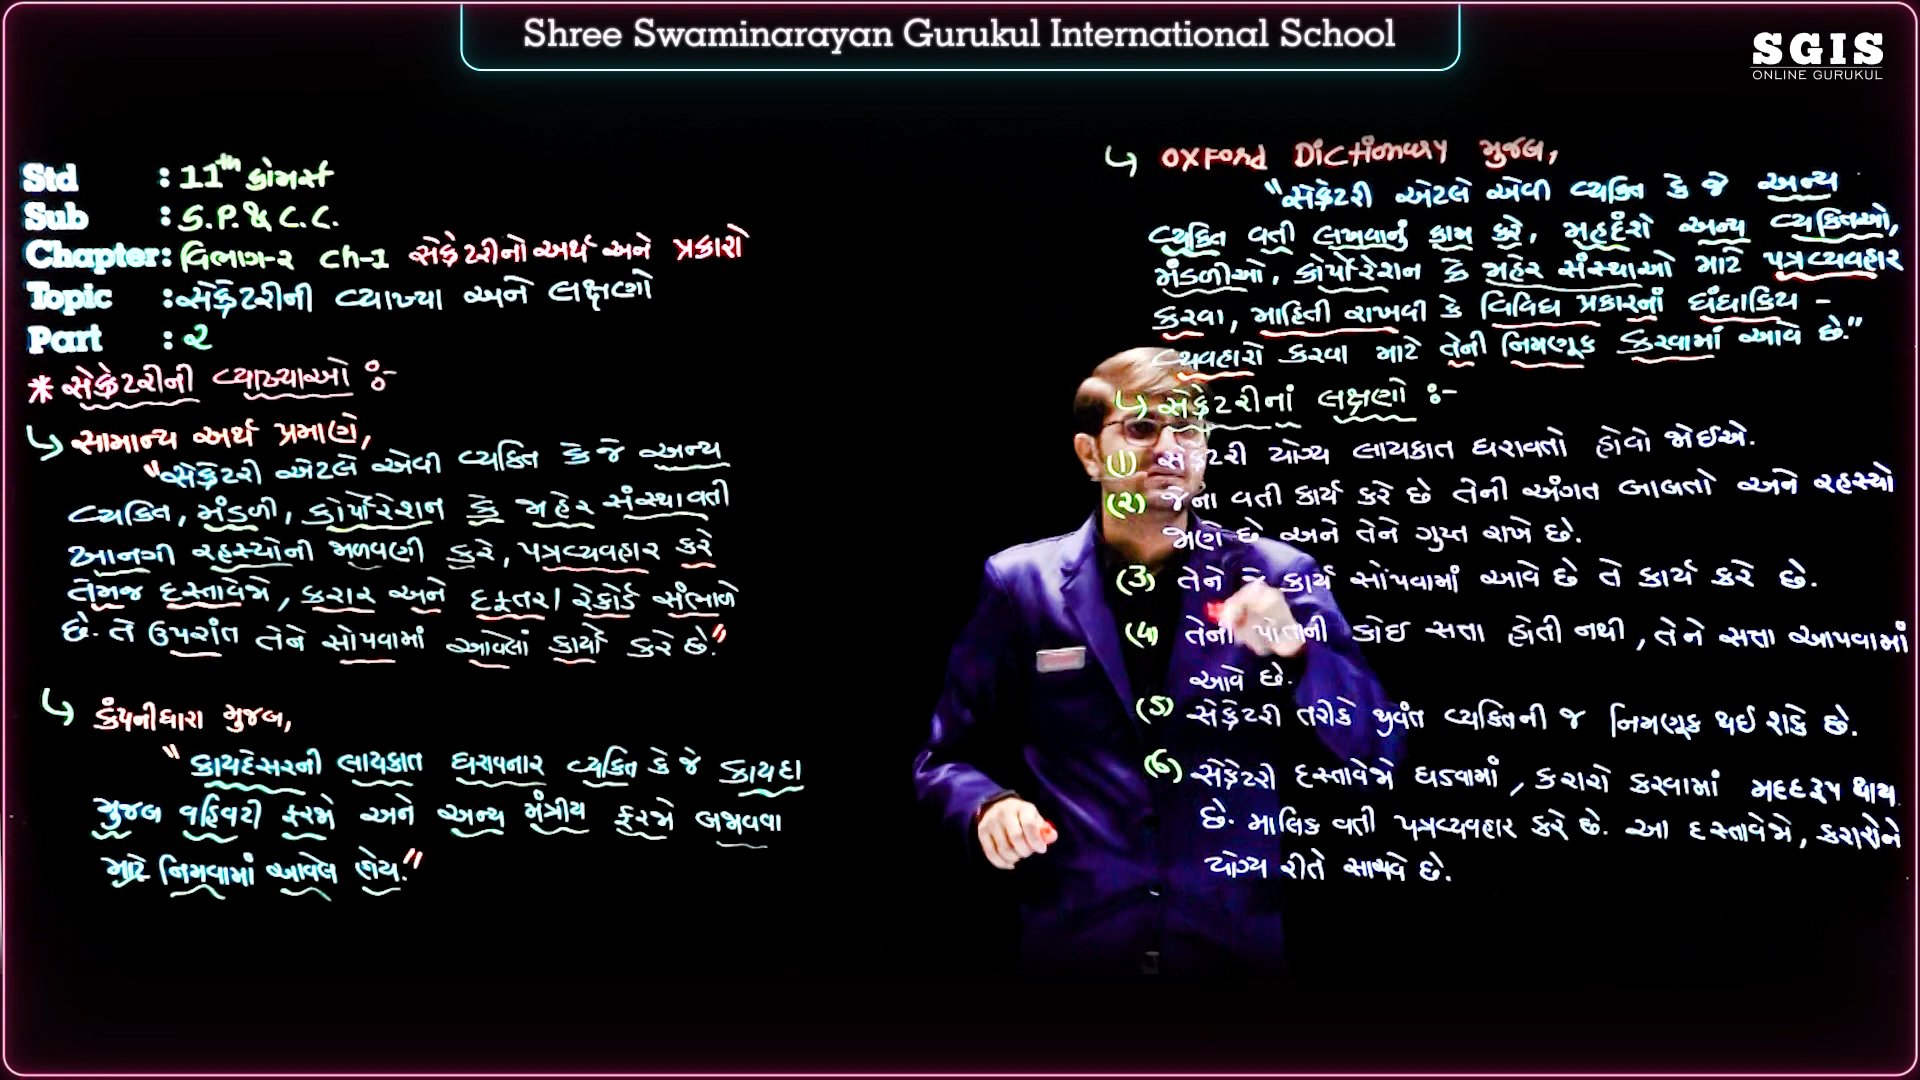 Shree Swaminarayan Gurukul International School
SGIS
ONLINE GURUKUL
Std : 11th કોમર્સ
Sub : S.P. & C.C.
Chapter: વિભાગ-૨ ch-1 સેક્રેટરીનો અર્થ અને પ્રકારો
Topic : સેક્રેટરીની વ્યાખ્યા અને લક્ષણો
Part : ૨
* સેક્રેટરીની વ્યાખ્યાઓ :-
↳ સામાન્ય અર્થ પ્રમાણે,
"સેક્રેટરી એટલે એવી વ્યક્તિ કે જે અન્ય
વ્યક્તિ, મંડળી, કોર્પોરેશન કે જાહેર સંસ્થા વતી
ખાનગી રહસ્યોની જાળવણી કરે, પત્રવ્યવહાર કરે
તેમજ દસ્તાવેજો, કરાર અને દફતર / રેકોર્ડ સંભાળે
છે. તે ઉપરાંત તેને સોંપવામાં આવેલાં કાર્યો કરે છે."
↳ કંપનીધારા મુજબ,
"કાયદેસરની લાયકાત ધરાવનાર વ્યક્તિ કે જે કાયદા
મુજબ વહિવટી ફરજો અને અન્ય મંત્રીય ફરજો બજાવવા
માટે નિમવામાં આવેલ હોય."
↳ Oxford Dictionary મુજબ,
"સેક્રેટરી એટલે એવી વ્યક્તિ કે જે અન્ય
વ્યક્તિ વતી લખવાનું કામ કરે, મહદંશે અન્ય વ્યક્તિઓ,
મંડળીઓ, કોર્પોરેશન કે જાહેર સંસ્થાઓ માટે પત્રવ્યવહાર
કરવા, માહિતી રાખવી કે વિવિધ પ્રકારનાં ધંધાકિય -
વ્યવહારો કરવા માટે તેની નિમણૂક કરવામાં આવે છે."
↳ સેક્રેટરીનાં લક્ષણો :-
(1) સેક્રેટરી યોગ્ય લાયકાત ધરાવતો હોવો જોઈએ.
(૨) જેના વતી કાર્ય કરે છે તેની અંગત બાબતો અને રહસ્યો
જાણે છે અને તેને ગુપ્ત રાખે છે.
(3) તેને જે કાર્ય સોંપવામાં આવે છે તે કાર્ય કરે છે.
(4) તેની પોતાની કોઈ સત્તા હોતી નથી, તેને સત્તા આપવામાં
આવે છે.
(5) સેક્રેટરી તરીકે જીવંત વ્યક્તિની જ નિમણૂક થઈ શકે છે.
(6) સેક્રેટરી દસ્તાવેજો ઘડવામાં, કરારો કરવામાં મદદરૂપ થાય
છે. માલિક વતી પત્રવ્યવહાર કરે છે. આ દસ્તાવેજો, કરારોને
યોગ્ય રીતે સાચવે છે.